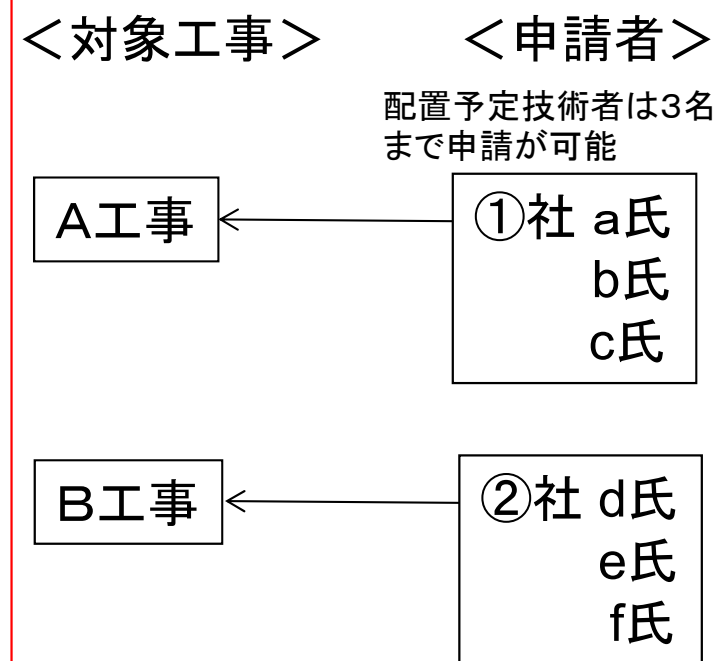 ＜対象工事＞　＜申請者＞
配置予定技術者は３名
まで申請が可能
Ａ工事
①社 ａ氏
ｂ氏
ｃ氏
Ｂ工事
②社 ｄ氏
ｅ氏
ｆ氏